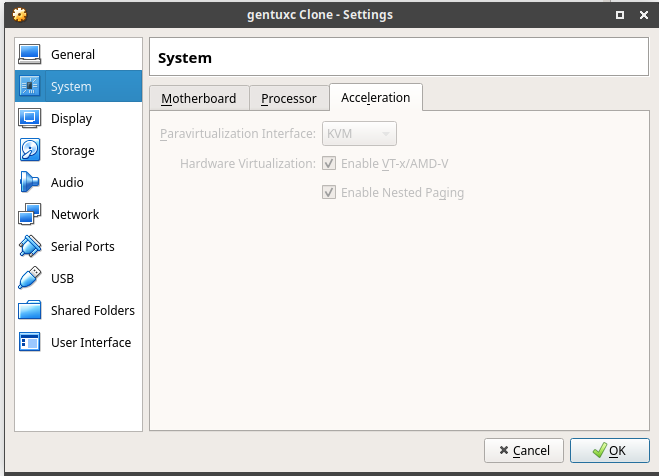 gentuxc Clone - Settings
General
System
Display
Storage
Audio
Network
Serial Ports
USB
Shared Folders
User Interface
System
Motherboard Processor Acceleration
Paravirtualization Interface: KVM
Hardware Virtualization: Enable VT-x/AMD-V
Enable Nested Paging
Cancel OK